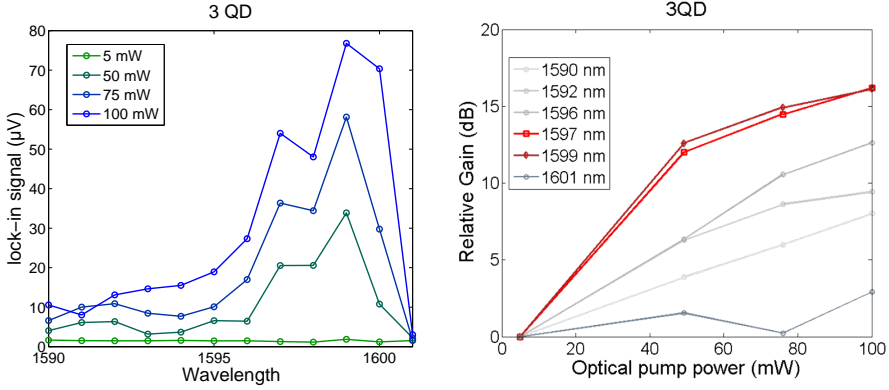 3 QD
lock-in signal (μV)
80
70
60
50
40
30
20
10
0
5 mW
50 mW
75 mW
100 mW
1590
1595
1600
Wavelength
3QD
Relative Gain (dB)
20
15
10
5
0
1590 nm
1592 nm
1596 nm
1597 nm
1599 nm
1601 nm
0
20
40
60
80
100
Optical pump power (mW)